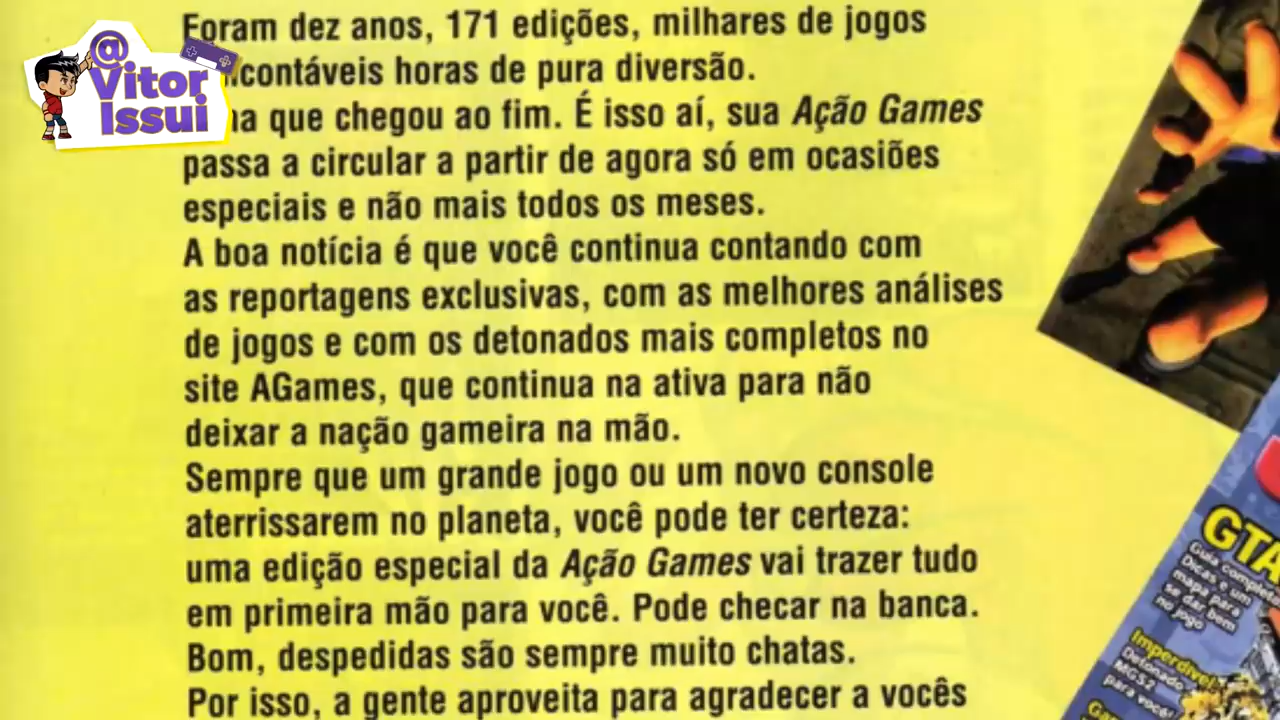 @
Vitor
Issui
Foram dez anos, 171 edições, milhares de jogos
incontáveis horas de pura diversão.
que chegou ao fim. É isso aí, sua Ação Games
passa a circular a partir de agora só em ocasiões
especiais e não mais todos os meses.
A boa notícia é que você continua contando com
as reportagens exclusivas, com as melhores análises
de jogos e com os detonados mais completos no
site AGames, que continua na ativa para não
deixar a nação gameira na mão.
Sempre que um grande jogo ou um novo console
aterrissarem no planeta, você pode ter certeza:
uma edição especial da Ação Games vai trazer tudo
em primeira mão para você. Pode checar na banca.
Bom, despedidas são sempre muito chatas.
Por isso, a gente aproveita para agradecer a vocês
GTA
Guia completo
Dicas e um
mapa para
se dar bem
no jogo
Imperdível
Detonado
MGS2
para você!